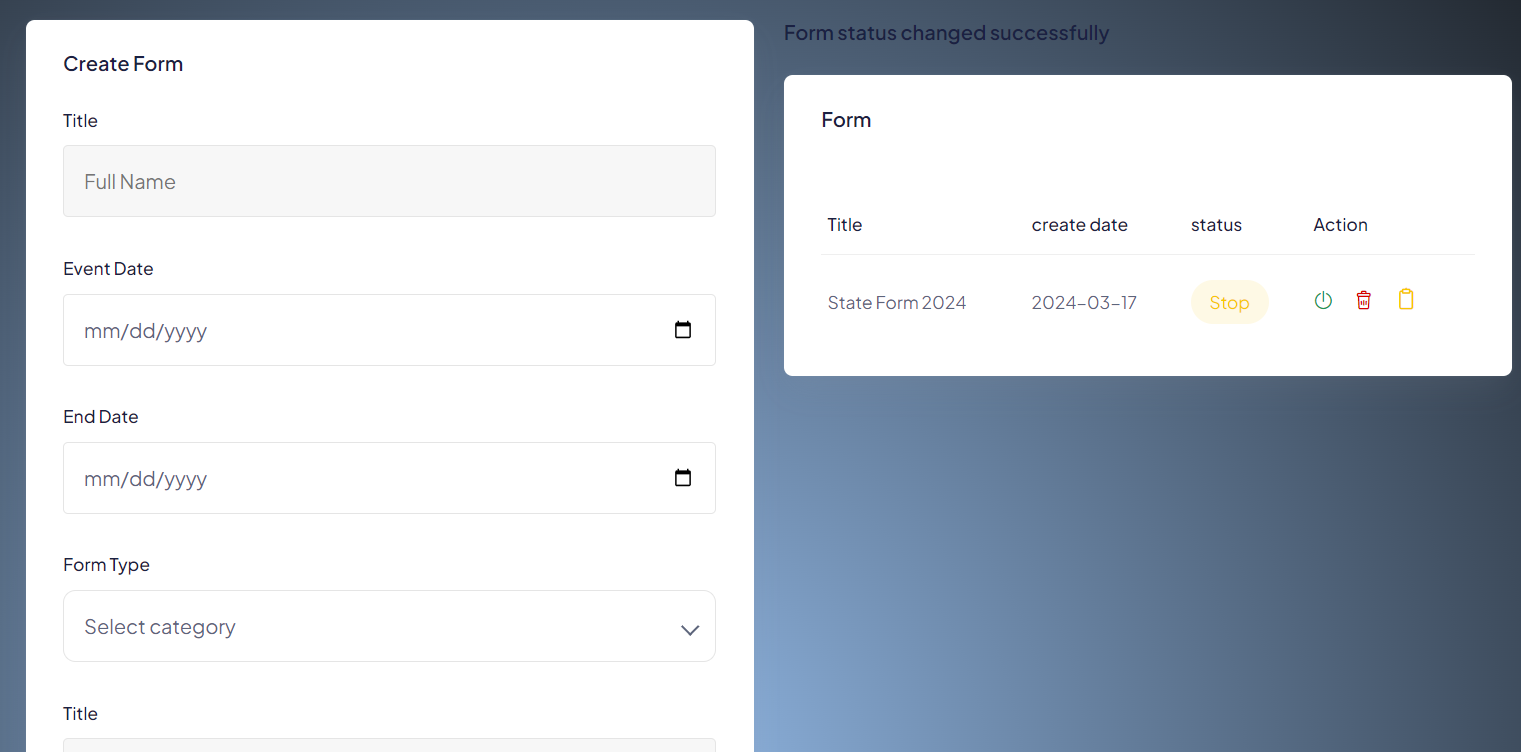 Create Form
Title
Full Name
Event Date
mm/dd/yyyy
End Date
mm/dd/yyyy
Form Type
Select category
Title
Form status changed successfully
Form
Title create date status Action
State Form 2024 2024-03-17 Stop